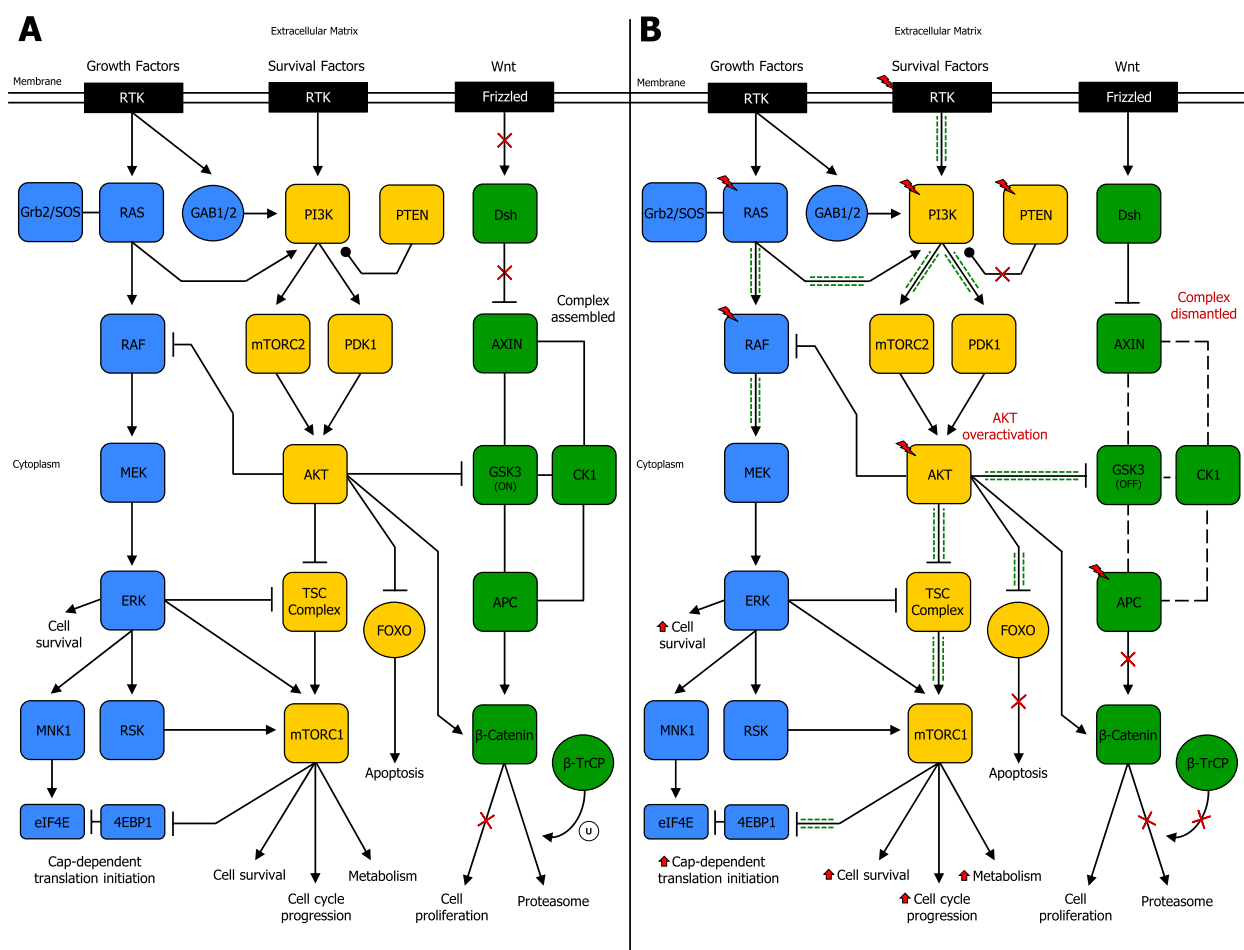 A
Extracellular Matrix
Membrane
Growth Factors
Survival Factors
Wnt
RTK
RTK
Frizzled
Grb2/SOS
RAS
GAB1/2
PI3K
PTEN
Dsh
Complex
assembled
RAF
mTORC2
PDK1
AXIN
Cytoplasm
MEK
AKT
GSK3
(ON)
CK1
ERK
TSC
Complex
APC
Cell
survival
FOXO
MNK1
RSK
mTORC1
β-Catenin
β-TrCP
Apoptosis
eIF4E
4EBP1
U
Cap-dependent
translation initiation
Cell survival
Metabolism
Cell cycle
progression
Cell
proliferation
Proteasome
B
Extracellular Matrix
Membrane
Growth Factors
Survival Factors
Wnt
RTK
RTK
Frizzled
Grb2/SOS
RAS
GAB1/2
PI3K
PTEN
Dsh
Complex
dismantled
RAF
mTORC2
PDK1
AXIN
AKT
overactivation
Cytoplasm
MEK
AKT
GSK3
(OFF)
CK1
ERK
TSC
Complex
APC
Cell
survival
FOXO
MNK1
RSK
mTORC1
β-Catenin
β-TrCP
Apoptosis
eIF4E
4EBP1
Cap-dependent
translation initiation
Cell survival
Metabolism
Cell cycle
progression
Cell
proliferation
Proteasome